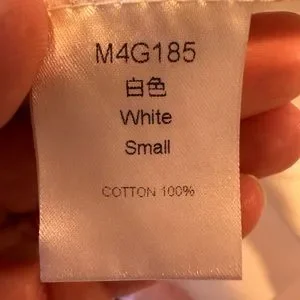 M4G185
白色
White
Small
COTTON 100%